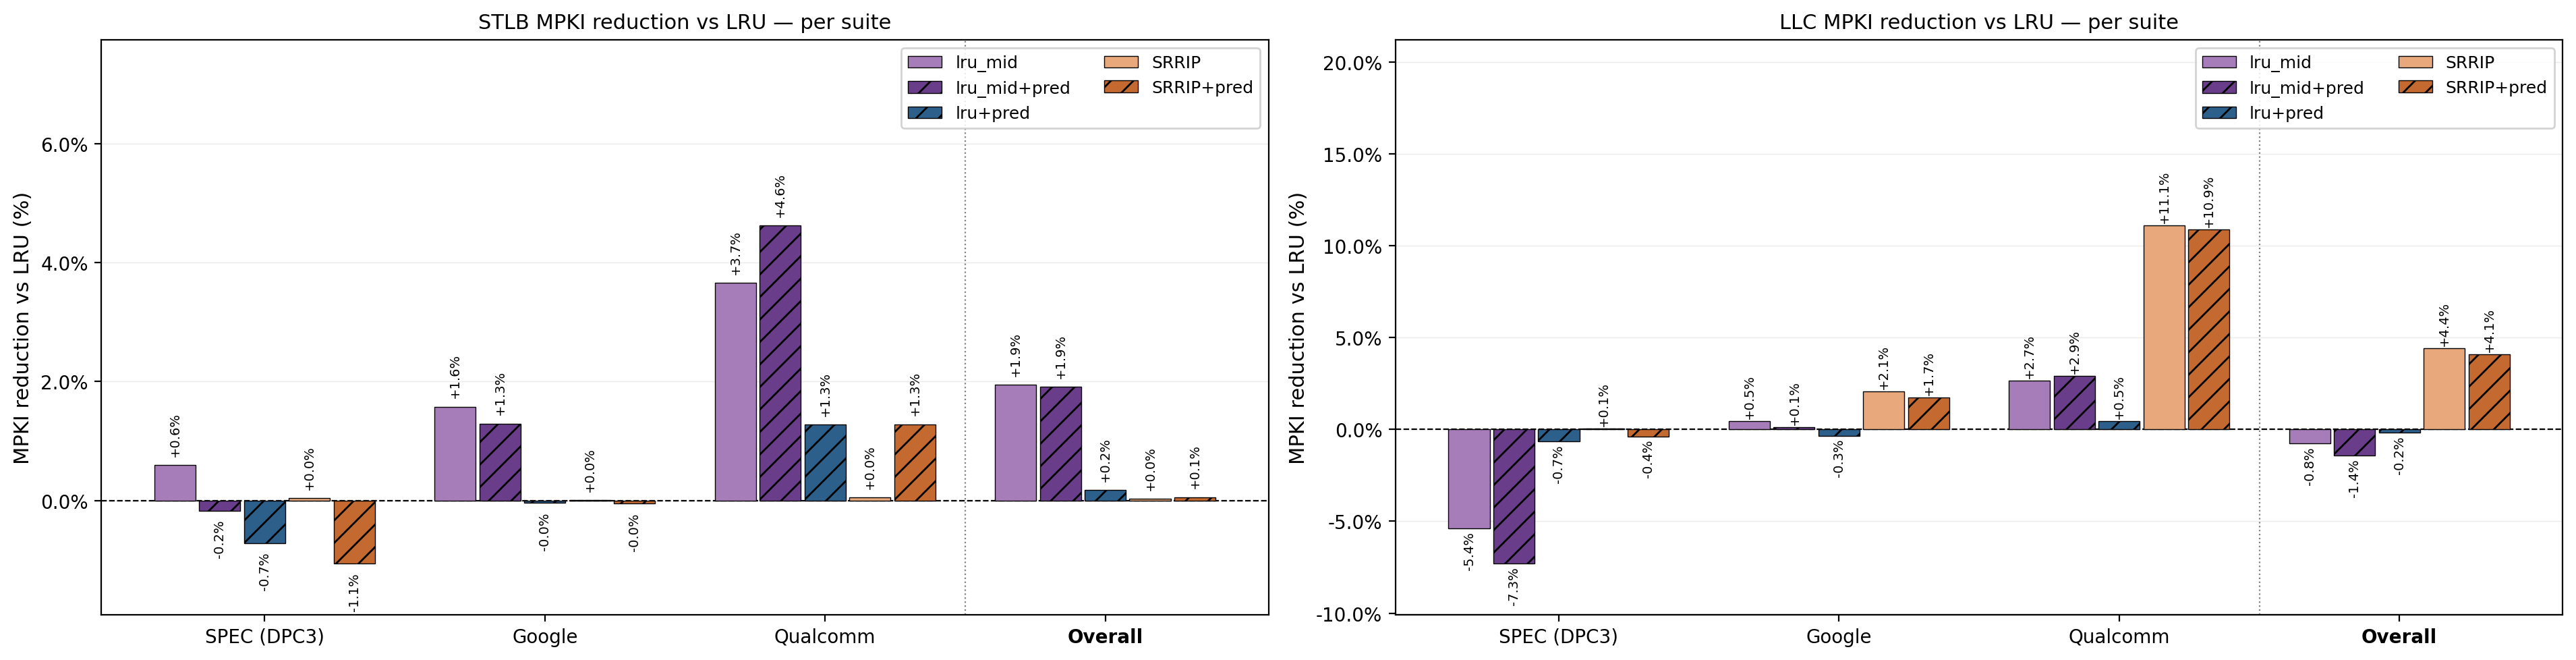 STLB MPKI reduction vs LRU — per suite
MPKI reduction vs LRU (%)
6.0%
4.0%
2.0%
0.0%
lru_mid
lru_mid+pred
lru+pred
SRRIP
SRRIP+pred
+0.6%
-0.2%
-0.7%
+0.0%
-1.1%
+1.6%
+1.3%
-0.0%
+0.0%
-0.0%
+3.7%
+4.6%
+1.3%
+0.0%
+1.3%
+1.9%
+1.9%
+0.2%
+0.0%
+0.1%
SPEC (DPC3)
Google
Qualcomm
Overall
LLC MPKI reduction vs LRU — per suite
MPKI reduction vs LRU (%)
20.0%
15.0%
10.0%
5.0%
0.0%
-5.0%
-10.0%
lru_mid
lru_mid+pred
lru+pred
SRRIP
SRRIP+pred
-5.4%
-7.3%
-0.7%
+0.1%
-0.4%
+0.5%
+0.1%
-0.3%
+2.1%
+1.7%
+2.7%
+2.9%
+0.5%
+11.1%
+10.9%
-0.8%
-1.4%
-0.2%
+4.4%
+4.1%
SPEC (DPC3)
Google
Qualcomm
Overall